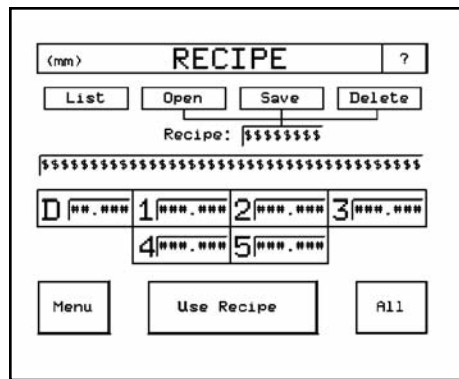 (mm) RECIPE ?
List Open Save Delete
Recipe: $$$$$$$$
$$$$$$$$$$$$$$$$$$$$$$$$$$$$$$$$$$$$$$$$
D ##.### 1 ###.### 2 ###.### 3 ###.###
4 ###.### 5 ###.###
Menu Use Recipe All